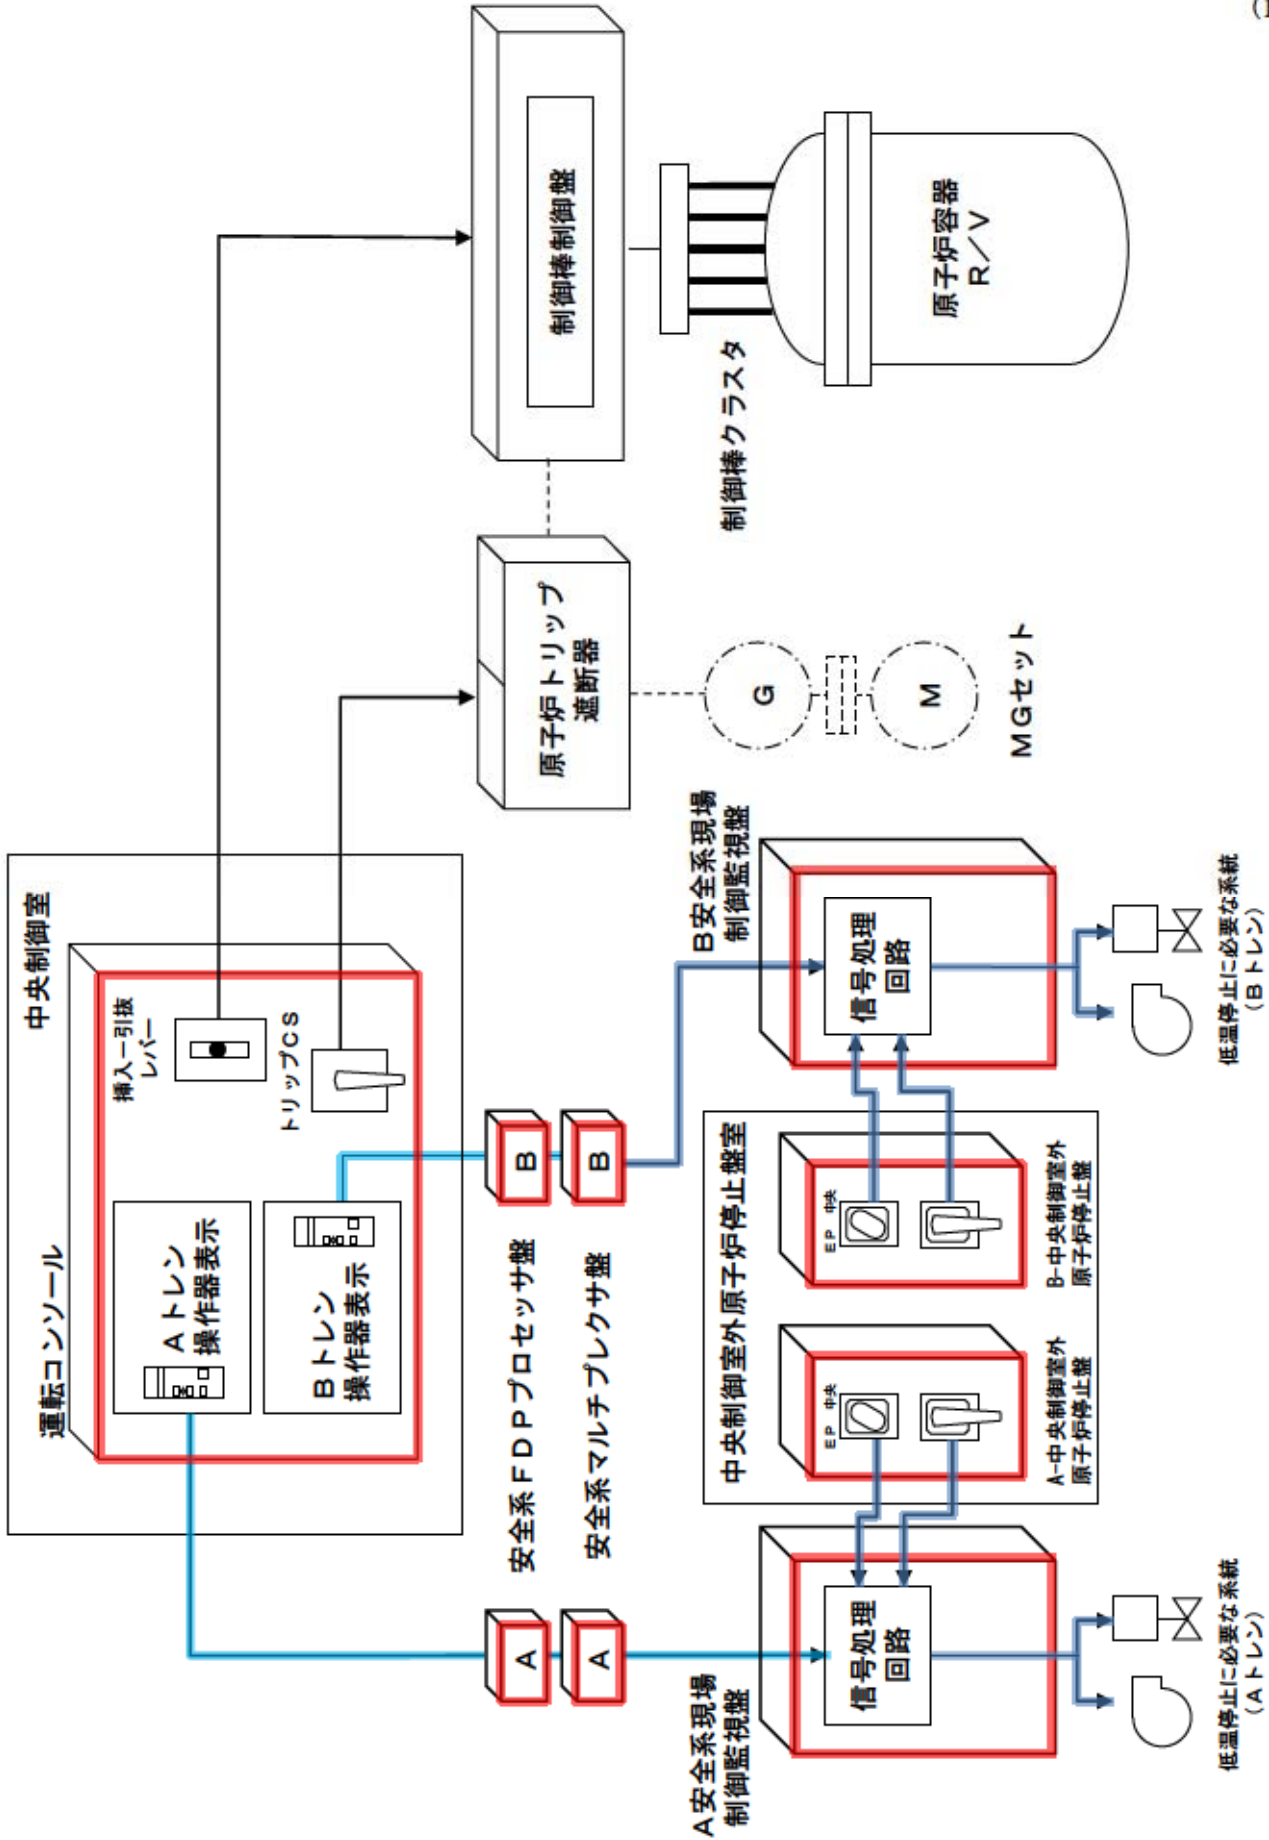 中央制御室
運転コンソール
Aトレン
操作器表示
Bトレン
操作器表示
挿入ー引抜
レバー
トリップCS
安全系FDPプロセッサ盤
A
B
安全系マルチプレクサ盤
A
B
原子炉トリップ
遮断器
制御棒制御盤
G
M
MGセット
制御棒クラスタ
原子炉容器
R/V
A安全系現場
制御監視盤
信号処理
回路
中央制御室外原子炉停止盤室
EP 中央
A-中央制御室外
原子炉停止盤
EP 中央
B-中央制御室外
原子炉停止盤
B安全系現場
制御監視盤
信号処理
回路
低温停止に必要な系統
(Aトレン)
低温停止に必要な系統
(Bトレン)